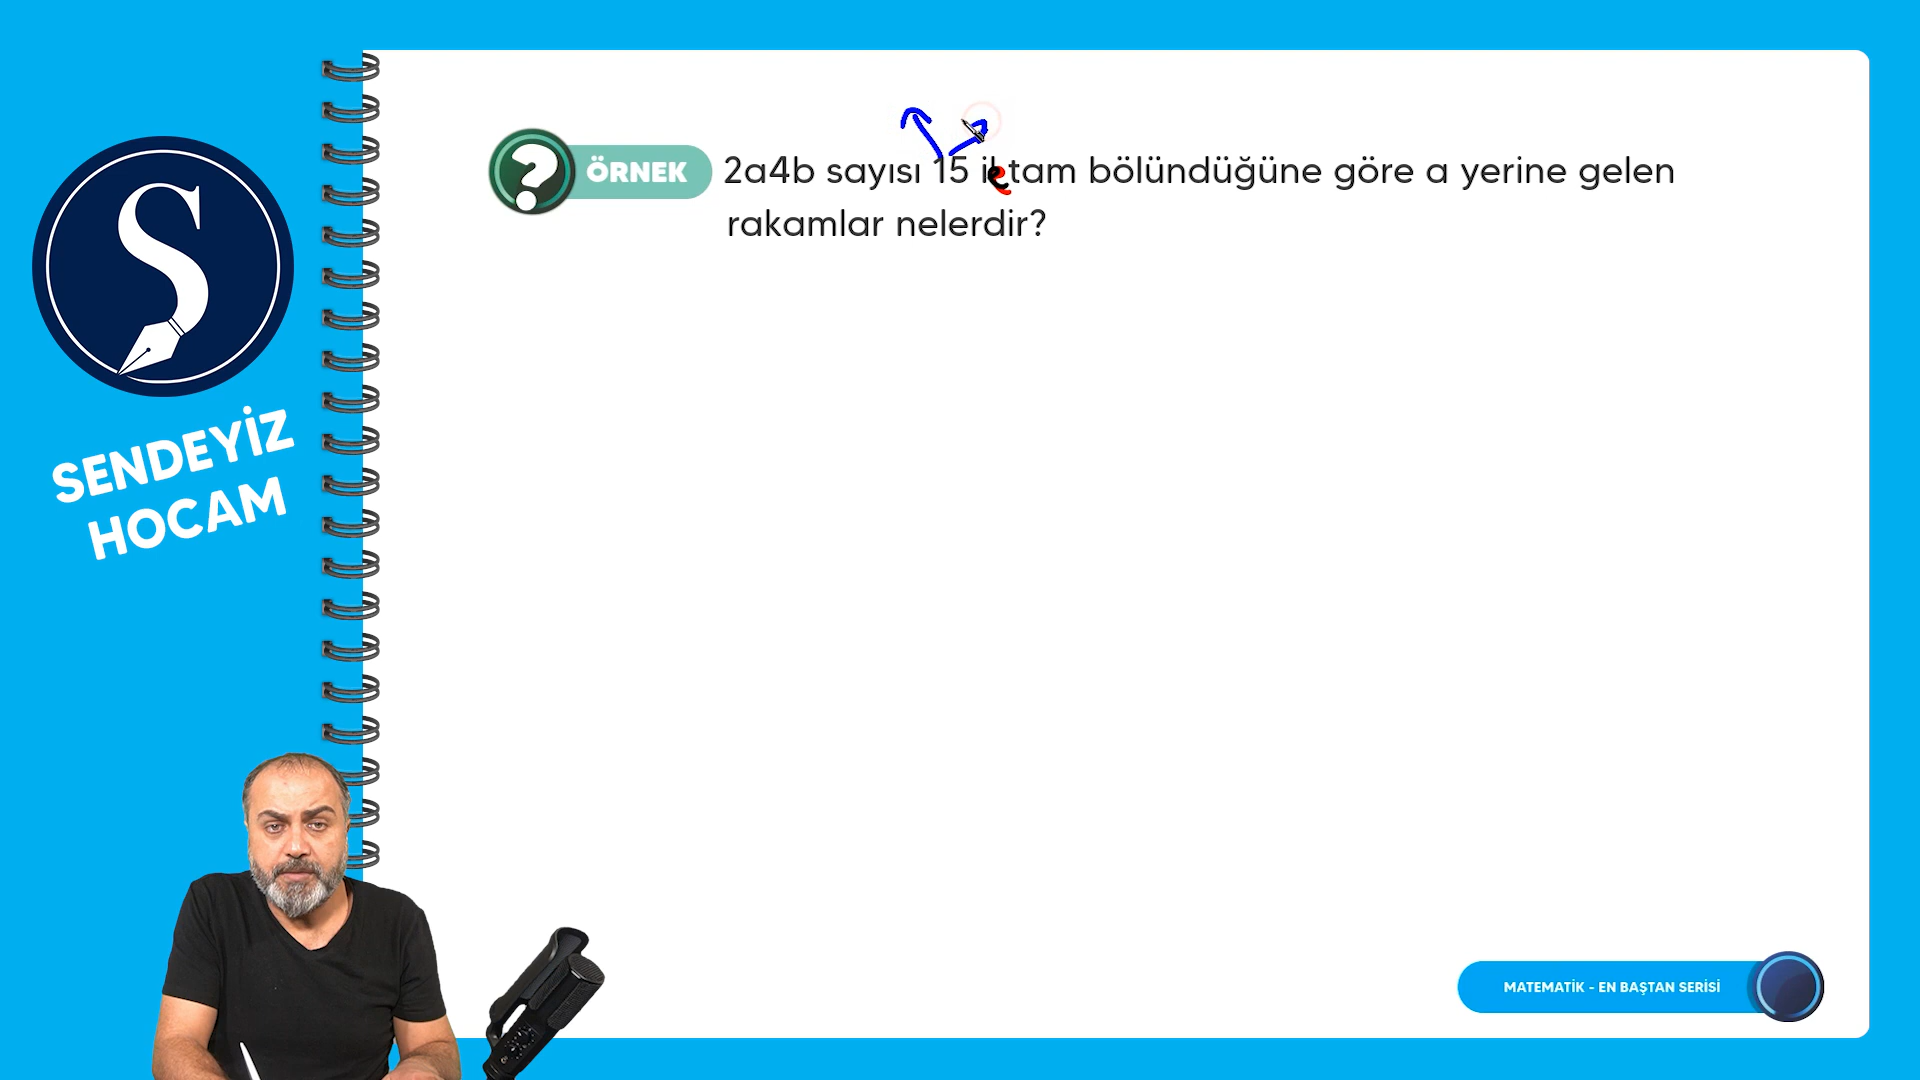 ÖRNEK 2a4b sayısı 15 ile tam bölündüğüne göre a yerine gelen
rakamlar nelerdir?
S
SENDEYİZ
HOCAM
MATEMATİK - EN BAŞTAN SERİSİ